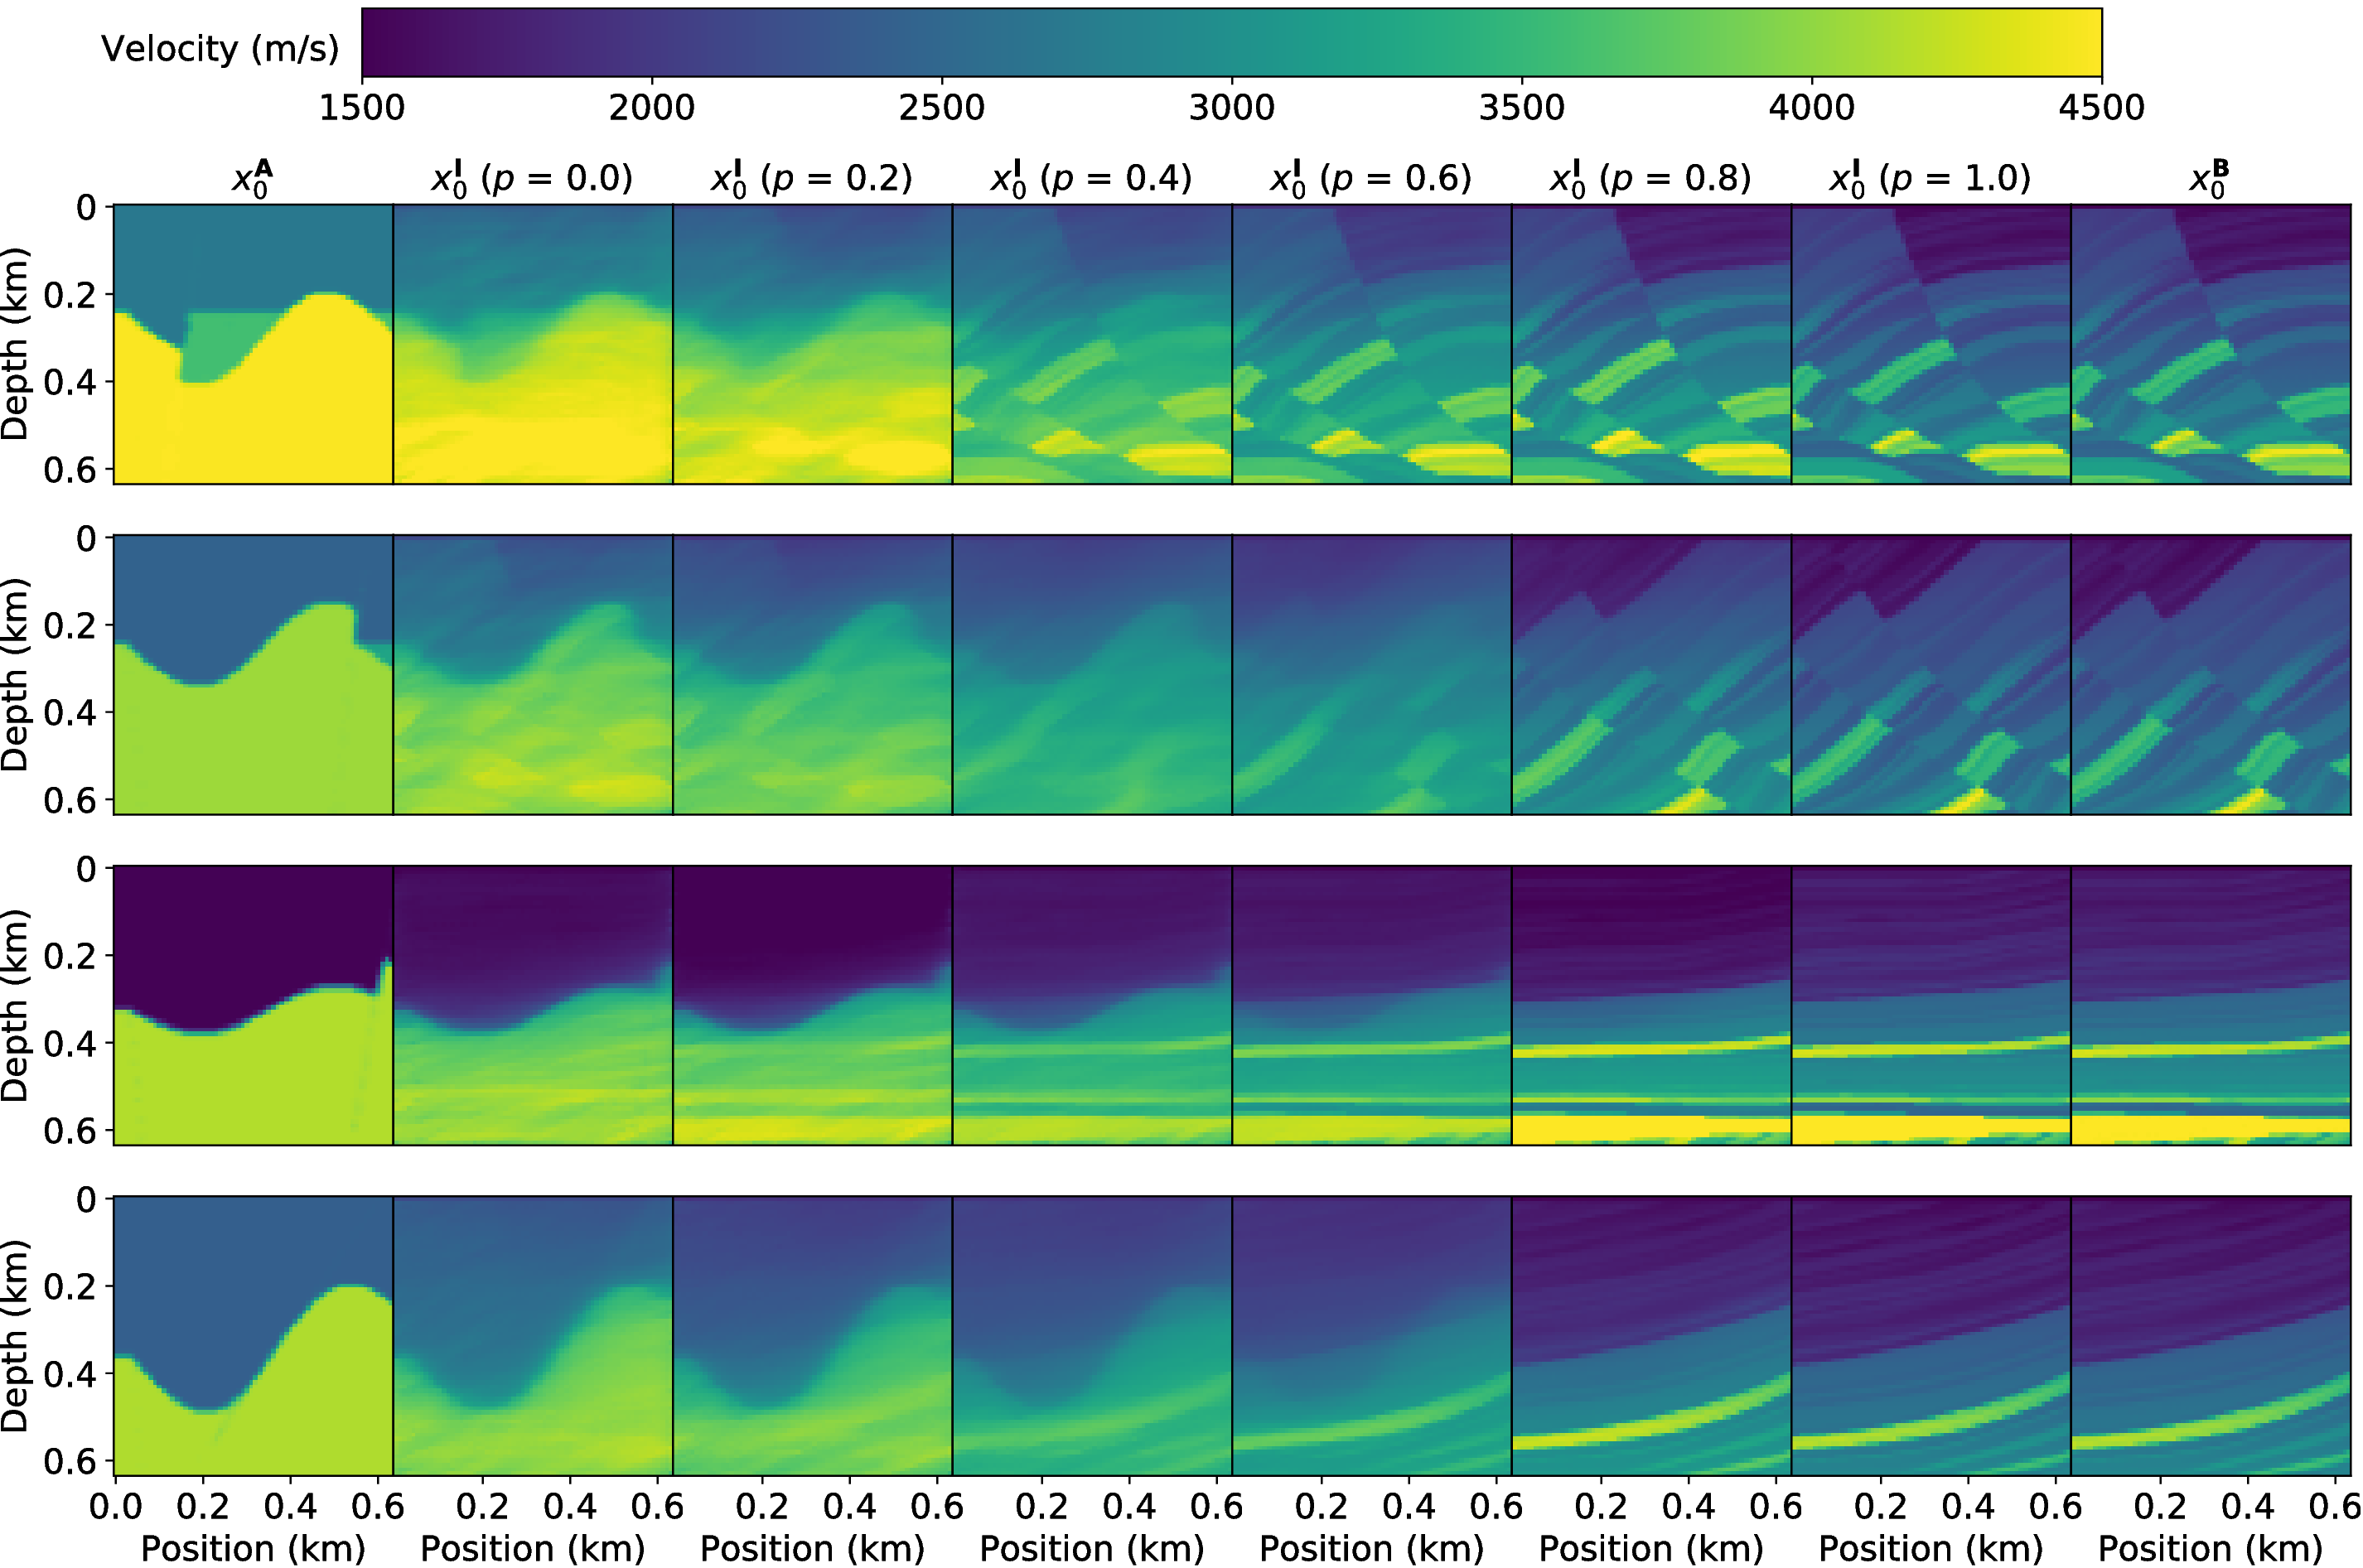 Velocity (m/s)
1500 2000 2500 3000 3500 4000 4500
x₀ᴬ x₀ᴵ (p = 0.0) x₀ᴵ (p = 0.2) x₀ᴵ (p = 0.4) x₀ᴵ (p = 0.6) x₀ᴵ (p = 0.8) x₀ᴵ (p = 1.0) x₀ᴮ
Depth (km)
0
0.2
0.4
0.6
Depth (km)
0
0.2
0.4
0.6
Depth (km)
0
0.2
0.4
0.6
Depth (km)
0
0.2
0.4
0.6
0.0 0.2 0.4 0.6 0.2 0.4 0.6 0.2 0.4 0.6 0.2 0.4 0.6 0.2 0.4 0.6 0.2 0.4 0.6 0.2 0.4 0.6 0.2 0.4 0.6
Position (km) Position (km) Position (km) Position (km) Position (km) Position (km) Position (km) Position (km)